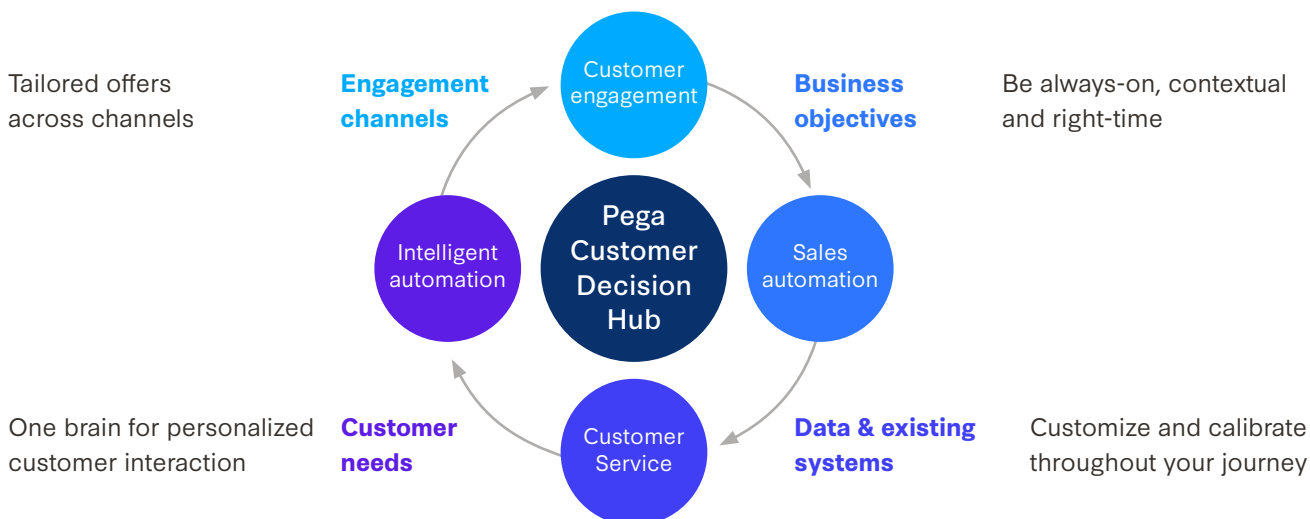 Tailored offers
across channels
Engagement
channels
Customer
engagement
Business
objectives
Be always-on, contextual
and right-time
Intelligent
automation
Pega
Customer
Decision
Hub
Sales
automation
One brain for personalized
customer interaction
Customer
needs
Customer
Service
Data & existing
systems
Customize and calibrate
throughout your journey